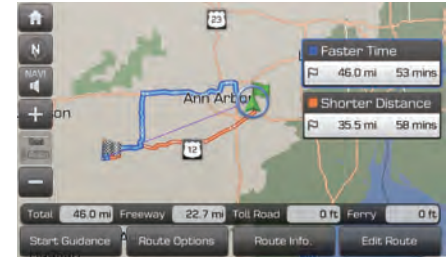 23
Faster Time
N
46.0 mi 53 mins
NAVI
Ann Arbor
Shorter Distance
on
35.5 mi 58 mins
12
Total 46.0 mi Freeway 22.7 mi Toll Road 0 ft Ferry 0 ft
Start Guidance Route Options Route Info. Edit Route